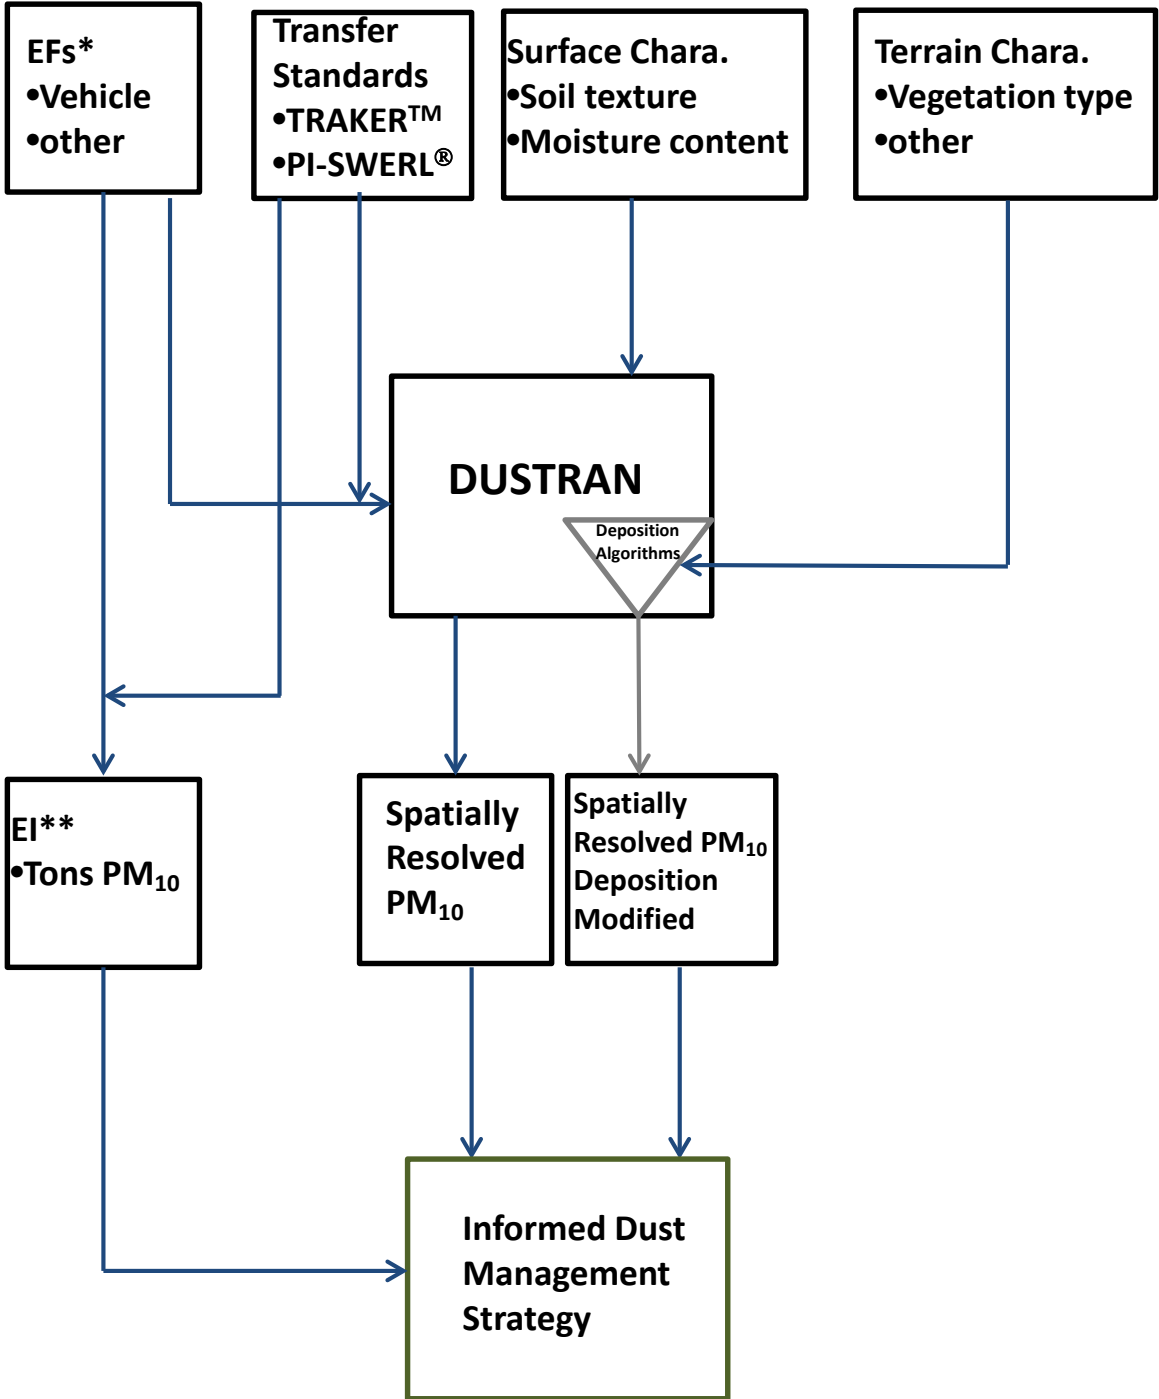 EFs*
•Vehicle
•other
Transfer
Standards
•TRAKER™
•PI-SWERL®
Surface Chara.
•Soil texture
•Moisture content
Terrain Chara.
•Vegetation type
•other
DUSTRAN
Deposition
Algorithms
EI**
•Tons PM₁₀
Spatially
Resolved
PM₁₀
Spatially
Resolved PM₁₀
Deposition
Modified
Informed Dust
Management
Strategy